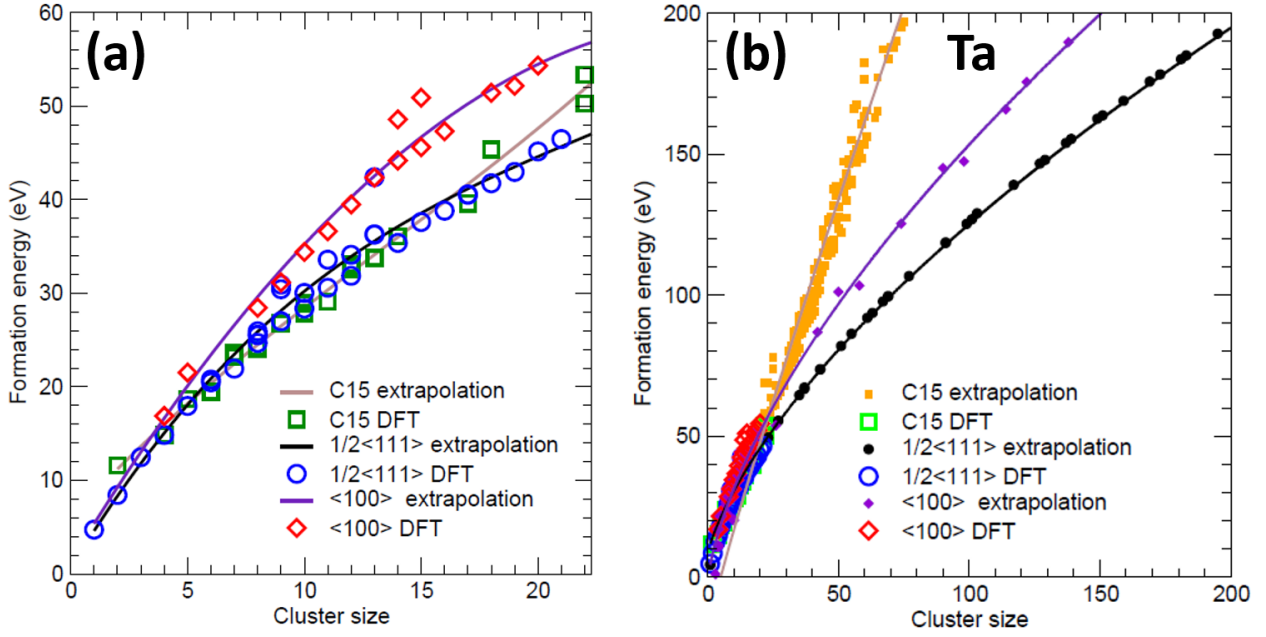 (a)
60
50
40
30
20
10
0
Formation energy (eV)
C15 extrapolation
C15 DFT
1/2<111> extrapolation
1/2<111> DFT
<100> extrapolation
<100> DFT
0 5 10 15 20
Cluster size
(b) Ta
200
150
100
50
0
Formation energy (eV)
C15 extrapolation
C15 DFT
1/2<111> extrapolation
1/2<111> DFT
<100> extrapolation
<100> DFT
0 50 100 150 200
Cluster size